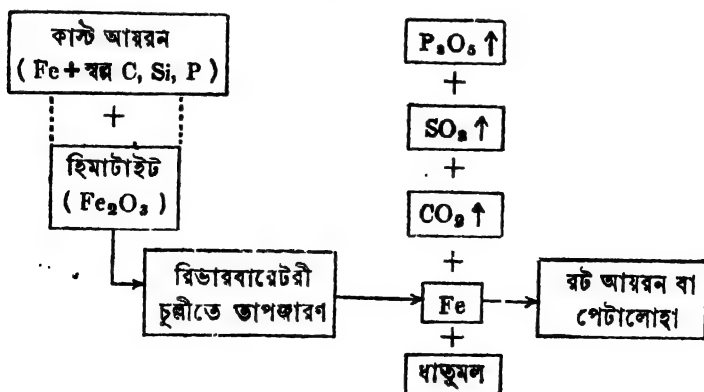 কাস্ট আয়রন
( Fe + স্বল্প C, Si, P )
+
হিমাটাইট
( Fe₂O₃ )
রিভারবারেটরী
চুল্লীতে তাপজারণ
P₂O₅ ↑
+
SO₂ ↑
+
CO₂ ↑
+
Fe
+
ধাতুমল
রট আয়রন বা
পেটালোহা